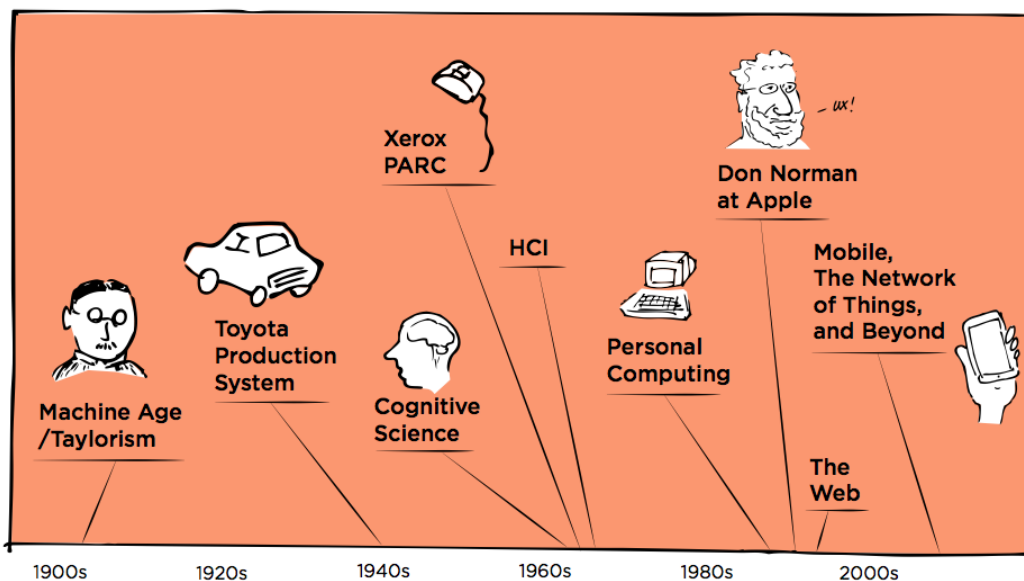 Xerox
PARC
- ux!
Don Norman
at Apple
HCI
Mobile,
The Network
of Things,
and Beyond
Toyota
Production
System
Personal
Computing
Machine Age
/Taylorism
Cognitive
Science
The
Web
1900s
1920s
1940s
1960s
1980s
2000s